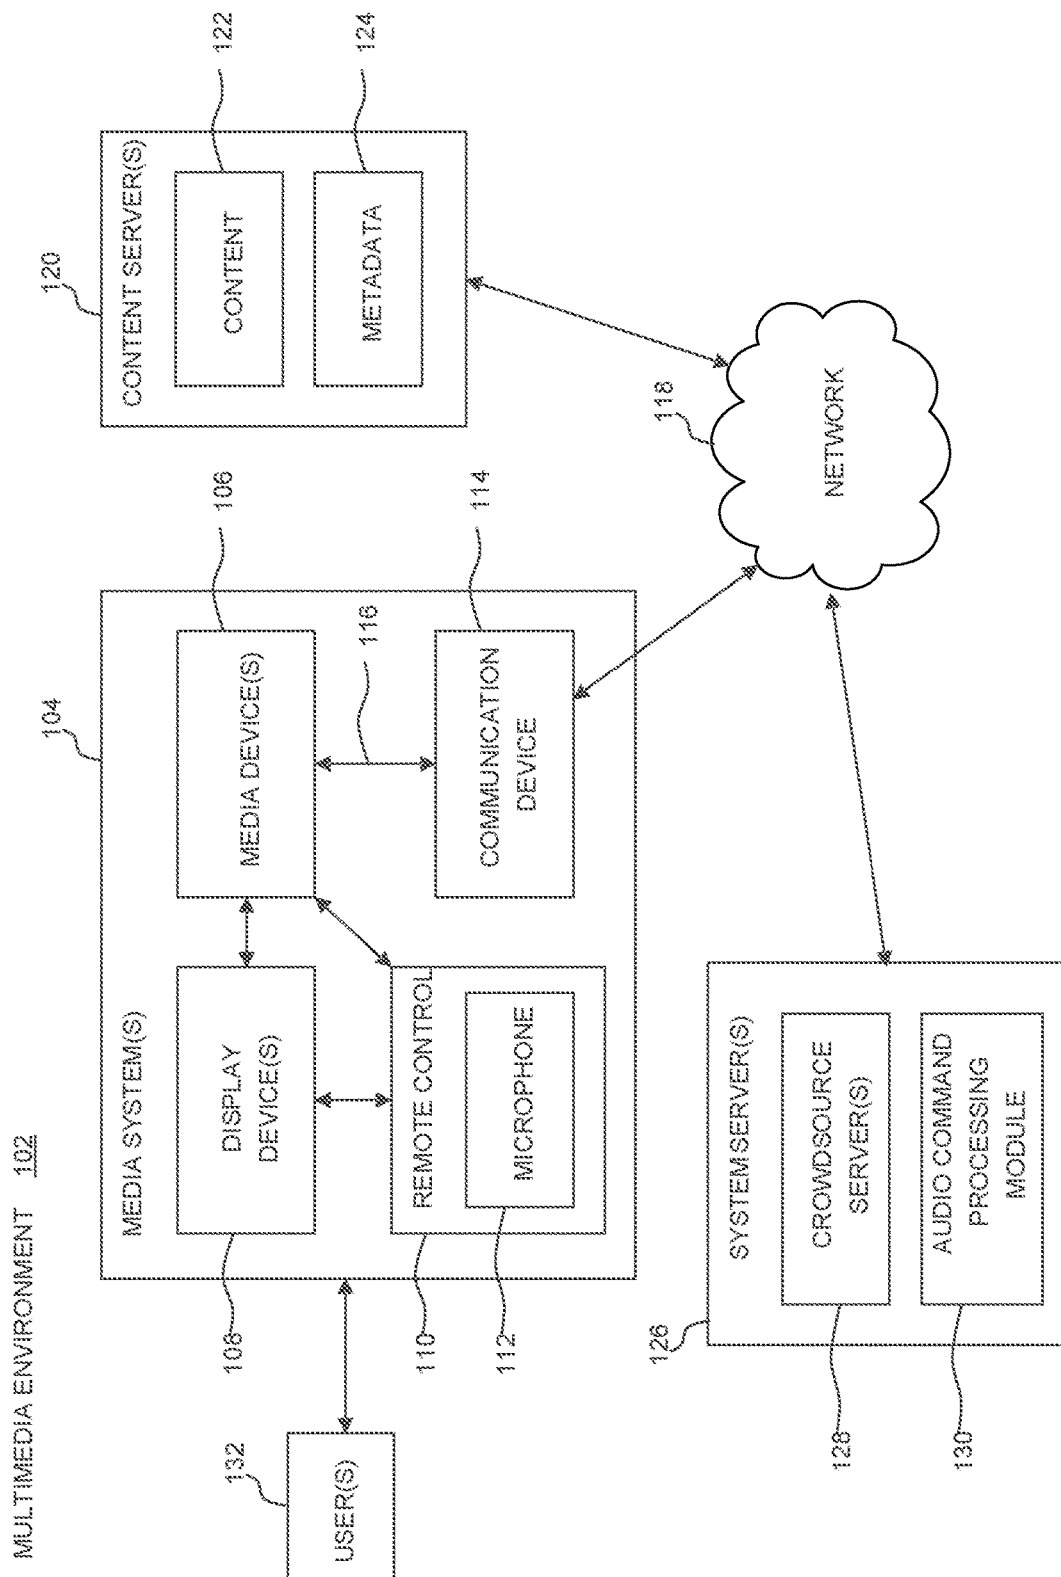 MULTIMEDIA ENVIRONMENT 102
104
MEDIA SYSTEM(S)
DISPLAY
DEVICE(S)
108
MEDIA DEVICE(S)
106
REMOTE CONTROL
110
MICROPHONE
112
116
COMMUNICATION
DEVICE
114
132
USER(S)
120
CONTENT SERVER(S)
CONTENT
122
METADATA
124
118
NETWORK
126
SYSTEM SERVER(S)
CROWDSOURCE
SERVER(S)
128
AUDIO COMMAND
PROCESSING
MODULE
130